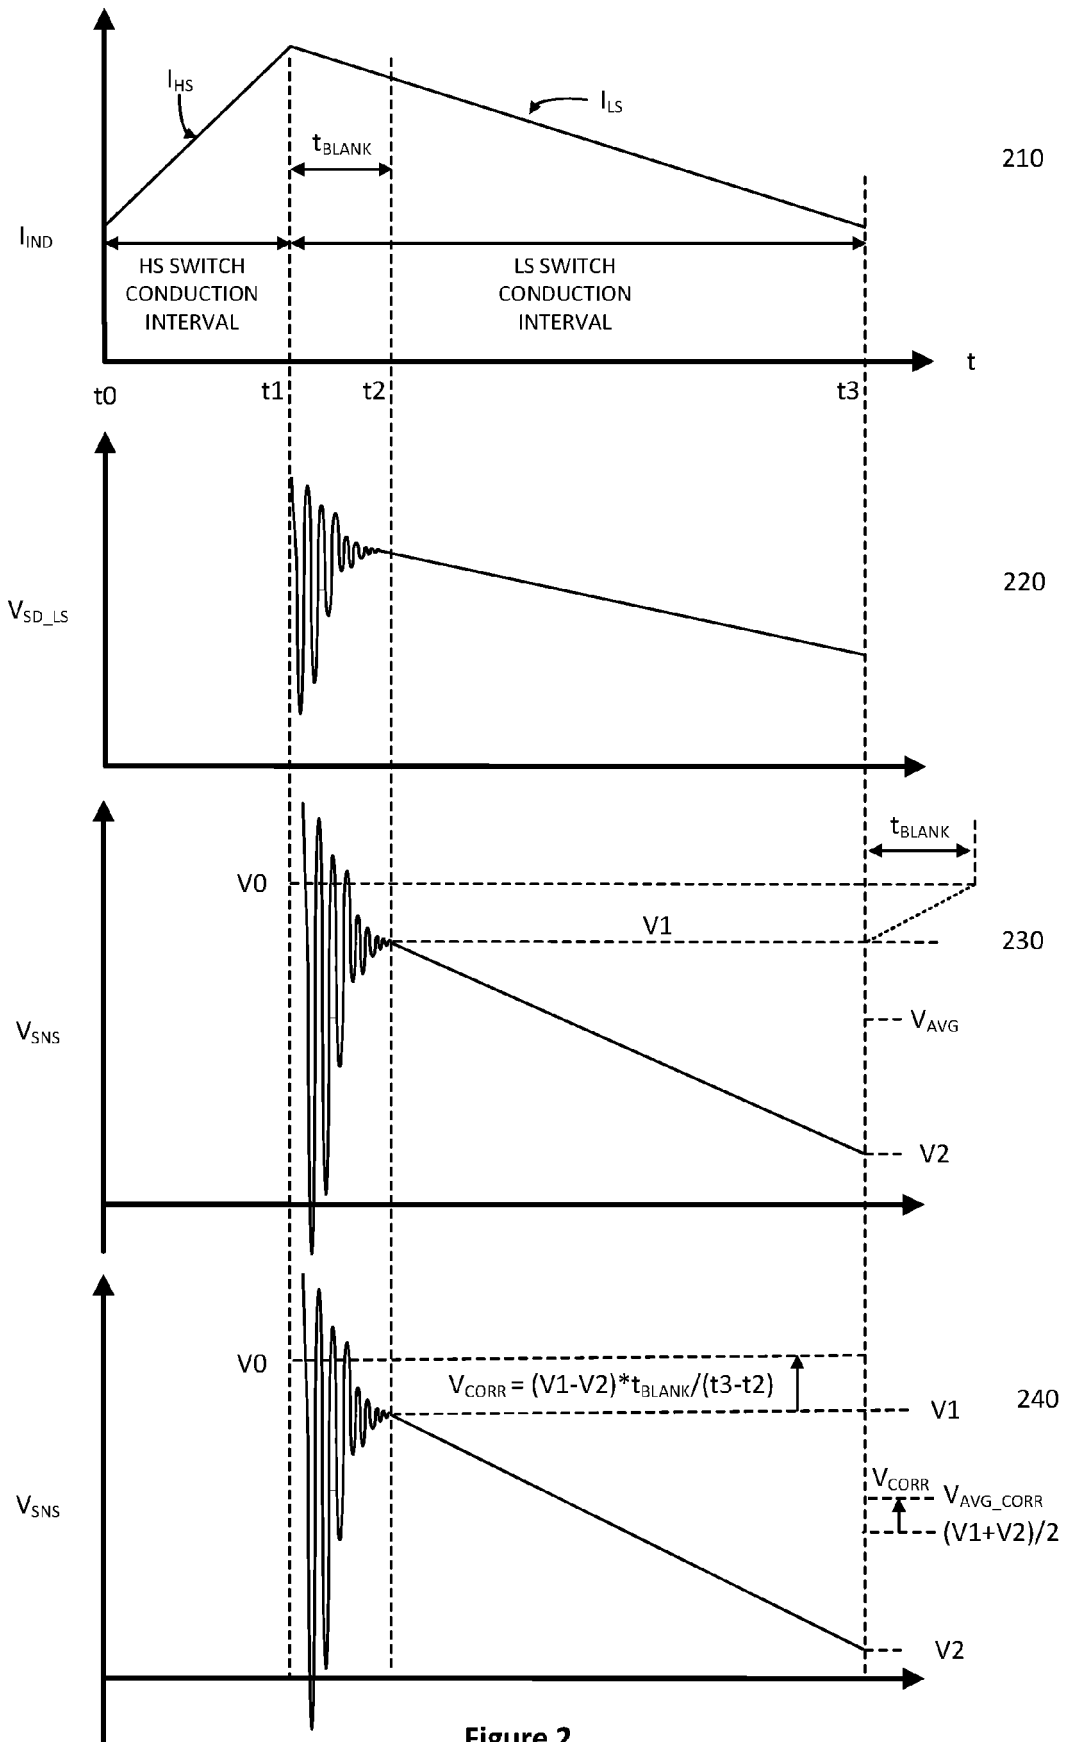 I_HS
I_LS
t_BLANK
210
I_IND
HS SWITCH
CONDUCTION
INTERVAL
LS SWITCH
CONDUCTION
INTERVAL
t
t0
t1
t2
t3
220
V_SD_LS
t_BLANK
V0
V1
230
V_SNS
V_AVG
V2
V0
V_CORR = (V1-V2)*t_BLANK/(t3-t2)
V1
240
V_CORR
V_AVG_CORR
V_SNS
(V1+V2)/2
V2
Figure 2